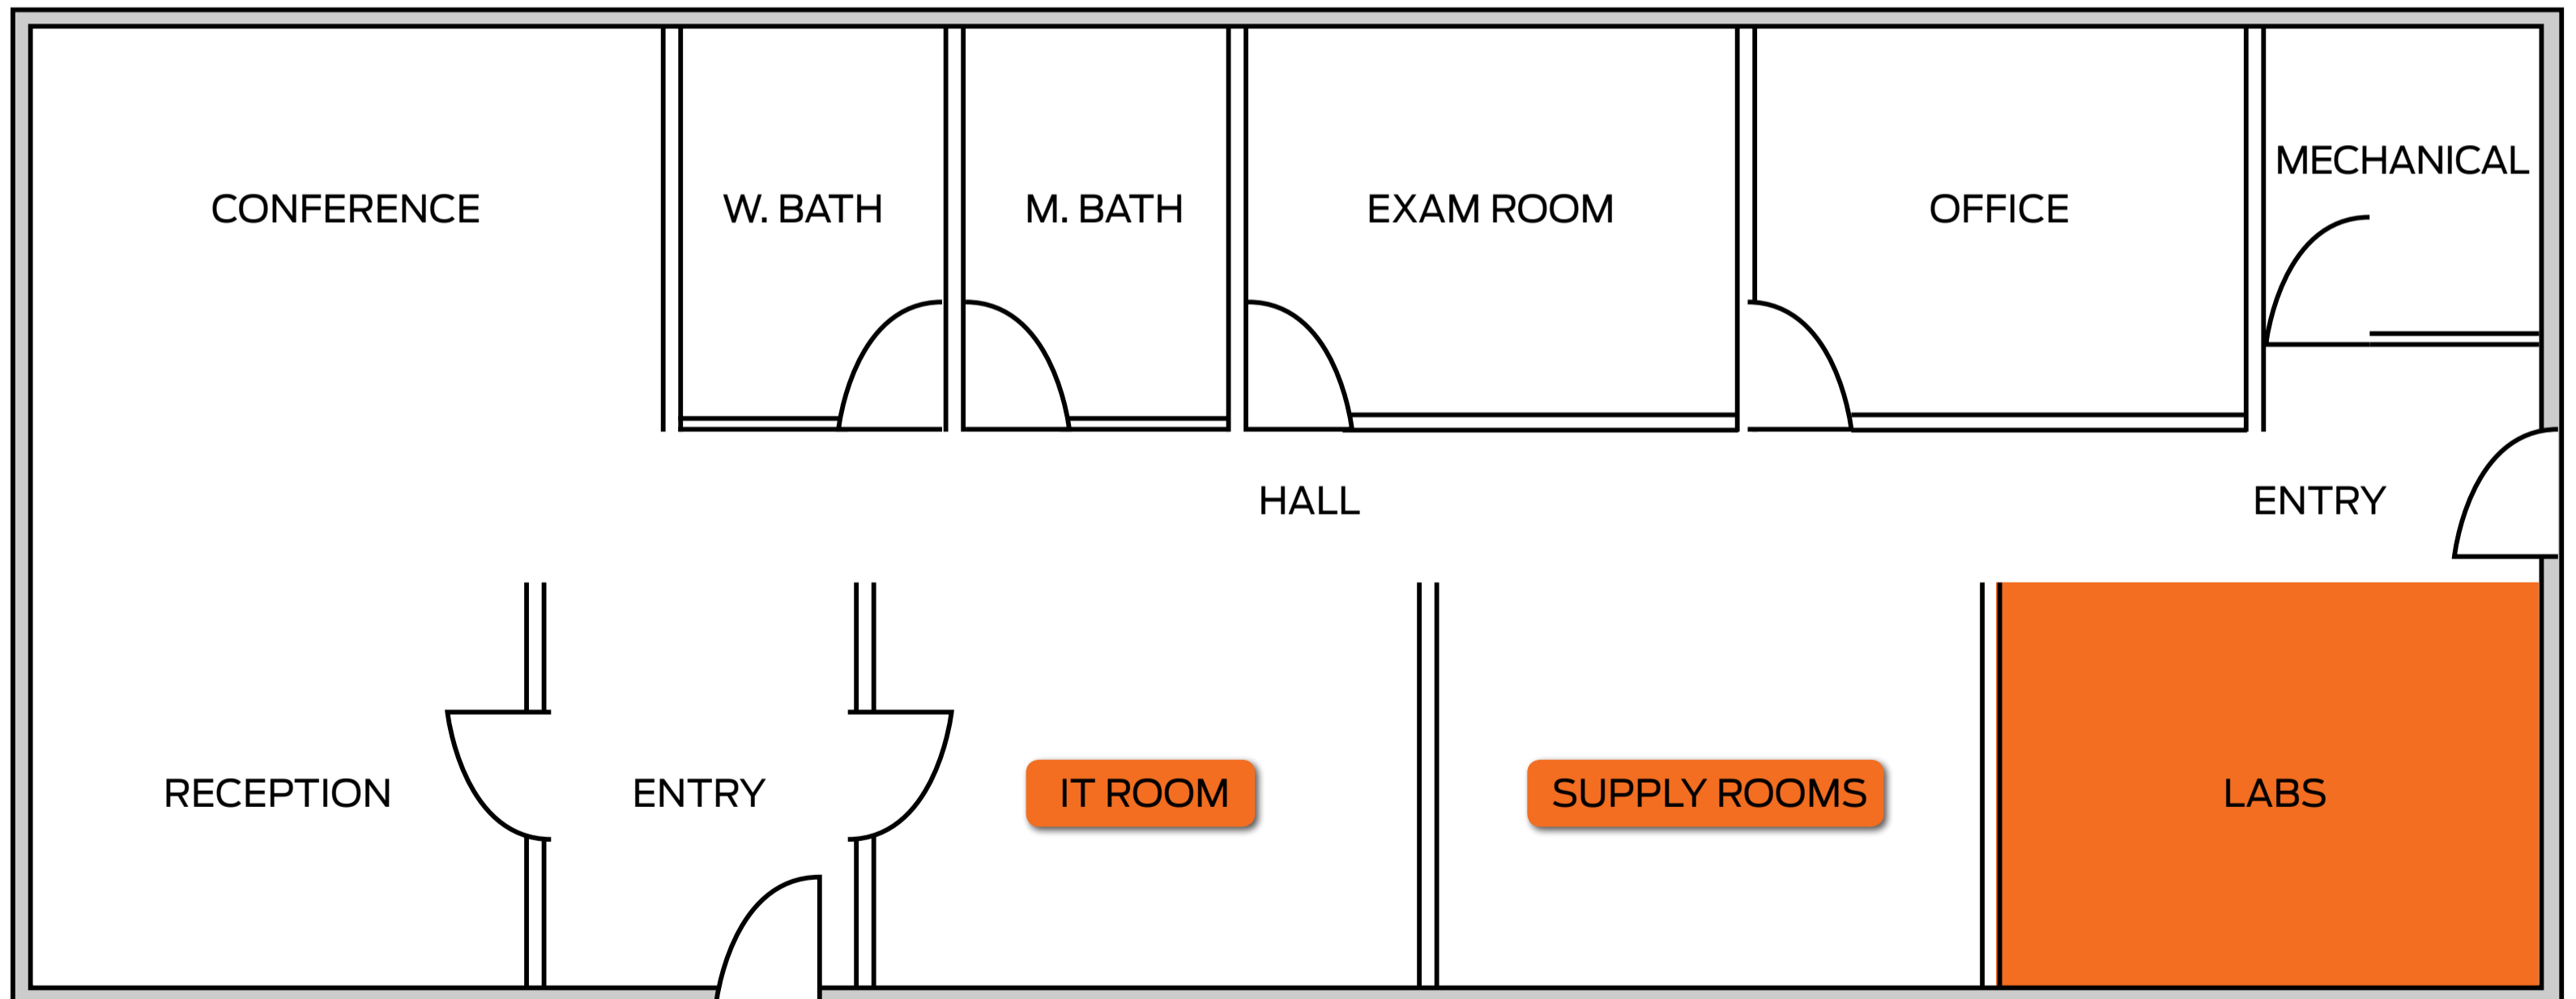 CONFERENCE
W. BATH
M. BATH
EXAM ROOM
OFFICE
MECHANICAL
HALL
ENTRY
RECEPTION
ENTRY
IT ROOM
SUPPLY ROOMS
LABS